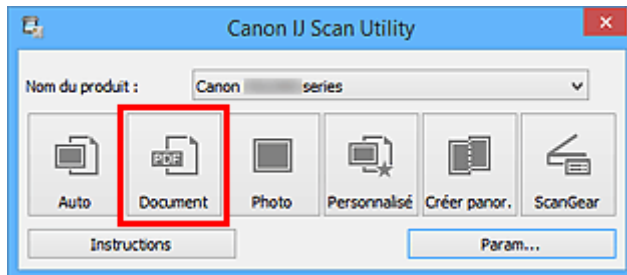 Canon IJ Scan Utility
Nom du produit : Canon series
PDF
Auto Document Photo Personnalisé Créer panor. ScanGear
Instructions Param...